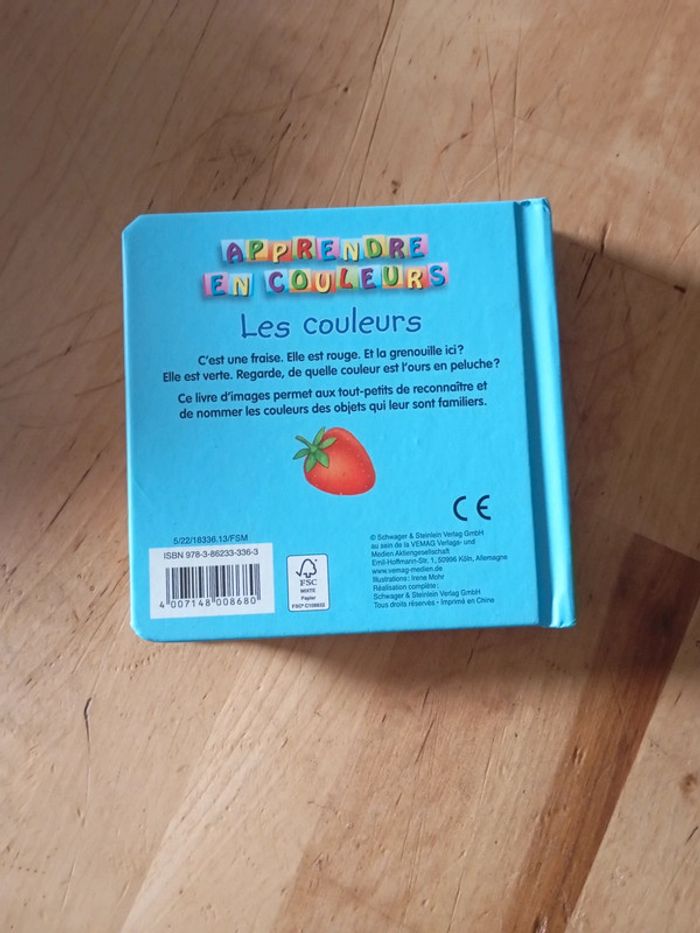 APPRENDRE
EN COULEURS
Les couleurs
C'est une fraise. Elle est rouge. Et la grenouille ici?
Elle est verte. Regarde, de quelle couleur est l'ours en peluche?
Ce livre d'images permet aux tout-petits de reconnaître et
de nommer les couleurs des objets qui leur sont familiers.
CE
5/22/18336.13/FSM
ISBN 978-3-86233-336-3
4 007148 008680
FSC
MIXTE
Papier
© Schwager & Steinlein Verlag GmbH
au sein de la VEMAG Verlags- und
Medien Aktiengesellschaft
Emil-Hoffmann-Str. 1, 50996 Köln, Allemagne
www.vemag-medien.de
Illustrations: Irene Mohr
Réalisation complète:
Schwager & Steinlein Verlag GmbH
Tous droits réservés • Imprimé en Chine